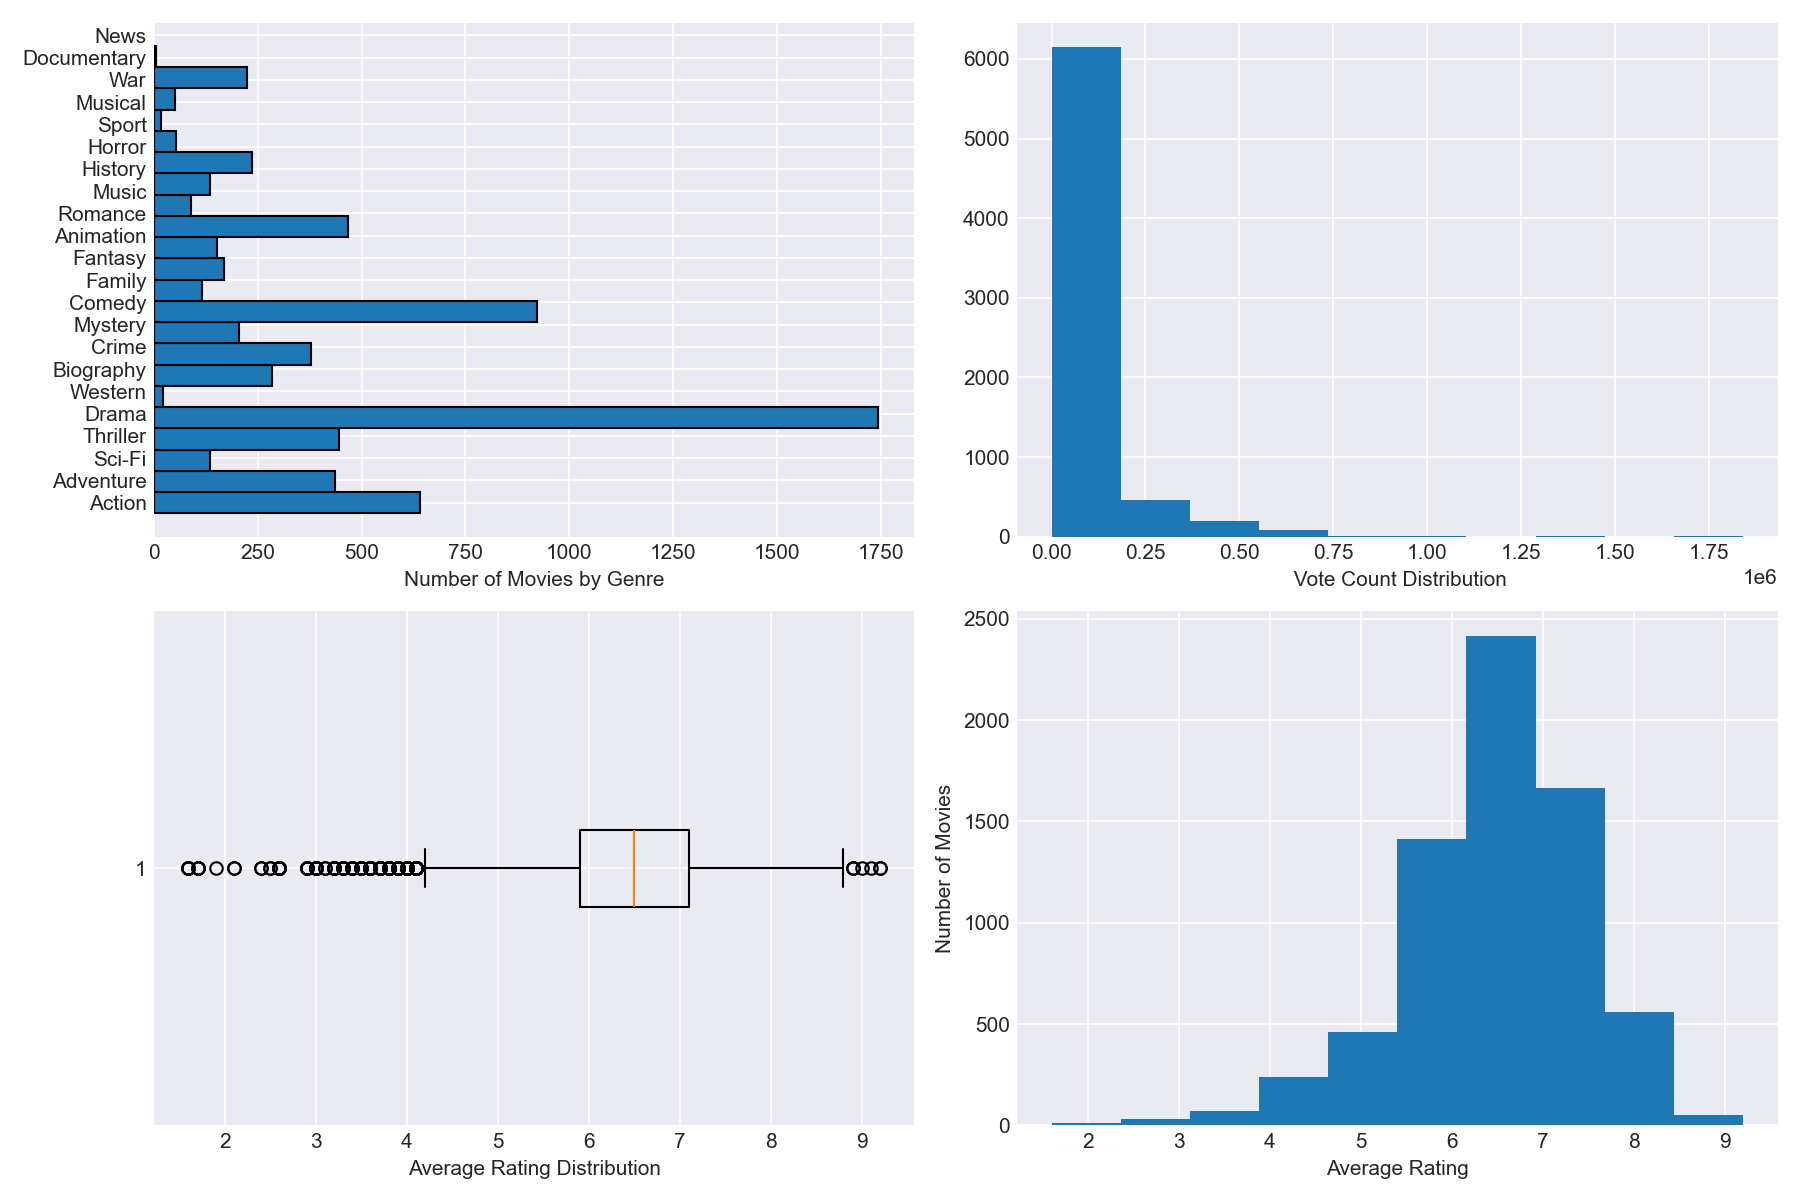 News
Documentary
War
Musical
Sport
Horror
History
Music
Romance
Animation
Fantasy
Family
Comedy
Mystery
Crime
Biography
Western
Drama
Thriller
Sci-Fi
Adventure
Action
0 250 500 750 1000 1250 1500 1750
Number of Movies by Genre
6000
5000
4000
3000
2000
1000
0
0.00 0.25 0.50 0.75 1.00 1.25 1.50 1.75
1e6
Vote Count Distribution
1
2 3 4 5 6 7 8 9
Average Rating Distribution
Number of Movies
2500
2000
1500
1000
500
0
2 3 4 5 6 7 8 9
Average Rating